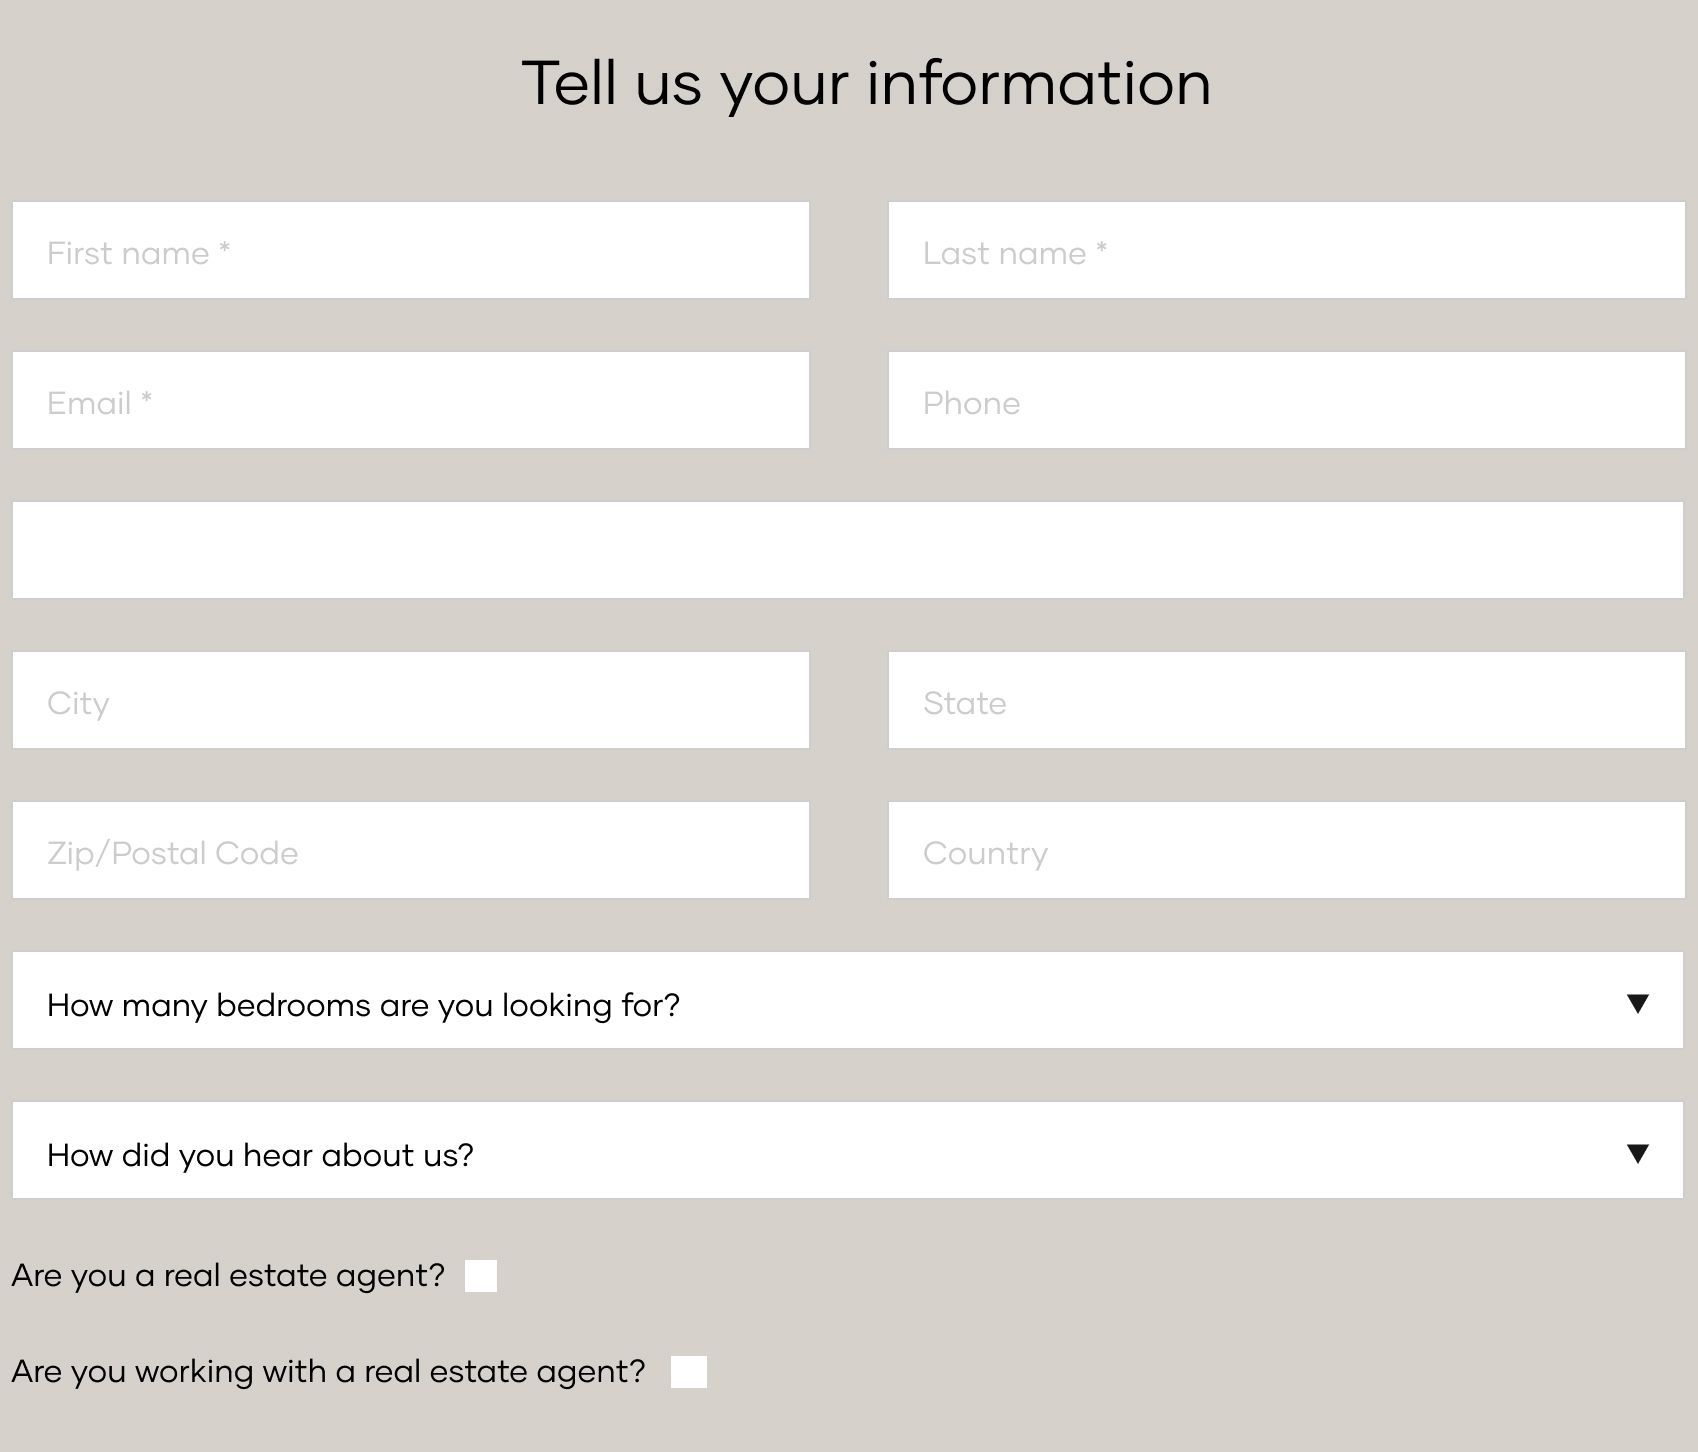 Tell us your information
First name *
Last name *
Email *
Phone
City
State
Zip/Postal Code
Country
How many bedrooms are you looking for?
How did you hear about us?
Are you a real estate agent?
Are you working with a real estate agent?